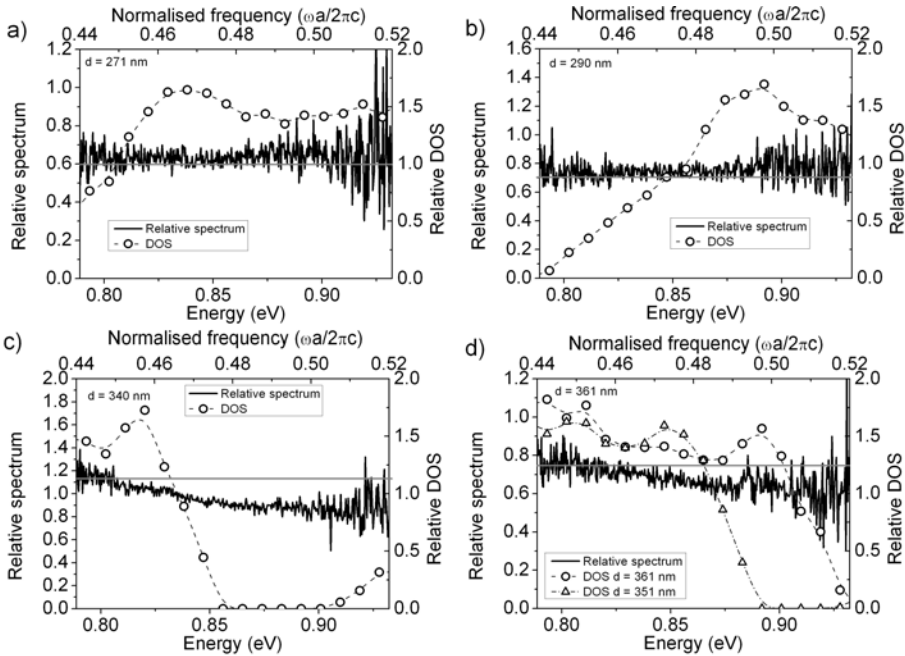 a)
Normalised frequency (ωa/2πc)
0.44 0.46 0.48 0.50 0.52
d = 271 nm
Relative spectrum
1.2
1.0
0.8
0.6
0.4
0.2
0.0
Relative DOS
2.0
1.5
1.0
0.5
0.0
Relative spectrum
DOS
0.80 0.85 0.90
Energy (eV)
b)
Normalised frequency (ωa/2πc)
0.44 0.46 0.48 0.50 0.52
d = 290 nm
Relative spectrum
1.6
1.4
1.2
1.0
0.8
0.6
0.4
0.2
0.0
Relative DOS
2.0
1.5
1.0
0.5
0.0
Relative spectrum
DOS
0.80 0.85 0.90
Energy (eV)
c)
Normalised frequency (ωa/2πc)
0.44 0.46 0.48 0.50 0.52
d = 340 nm
Relative spectrum
2.0
1.8
1.6
1.4
1.2
1.0
0.8
0.6
0.4
0.2
0.0
Relative DOS
2.0
1.5
1.0
0.5
0.0
Relative spectrum
DOS
0.80 0.85 0.90
Energy (eV)
d)
Normalised frequency (ωa/2πc)
0.44 0.46 0.48 0.50 0.52
d = 361 nm
Relative spectrum
1.2
1.0
0.8
0.6
0.4
0.2
0.0
Relative DOS
2.0
1.5
1.0
0.5
0.0
Relative spectrum
DOS d = 361 nm
DOS d = 351 nm
0.80 0.85 0.90
Energy (eV)